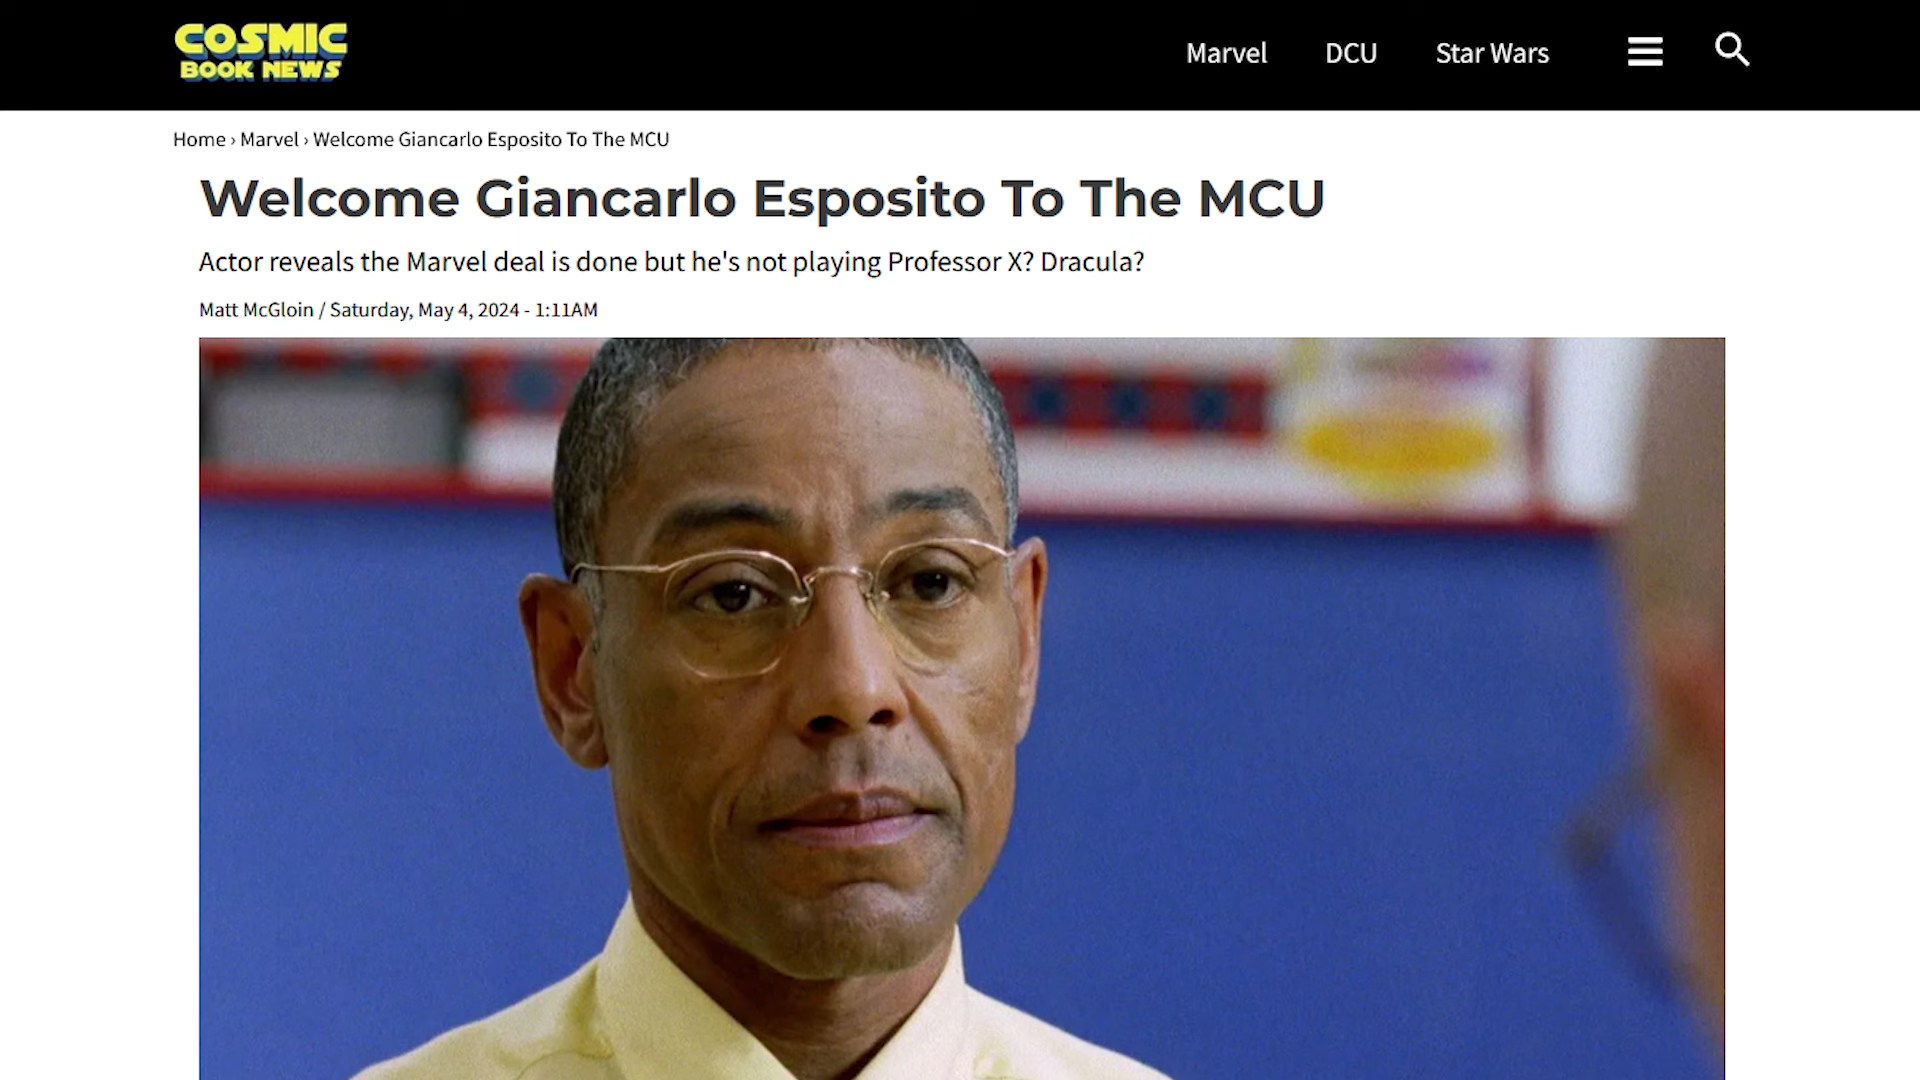 COSMIC
BOOK NEWS
Marvel DCU Star Wars
Home › Marvel › Welcome Giancarlo Esposito To The MCU
Welcome Giancarlo Esposito To The MCU
Actor reveals the Marvel deal is done but he's not playing Professor X? Dracula?
Matt McGloin / Saturday, May 4, 2024 - 1:11AM